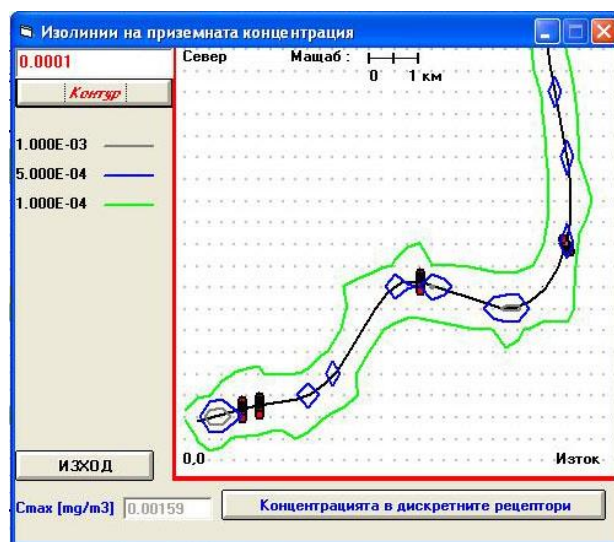 Изолинии на приземната концентрация
0.0001
Контур
1.000E-03
5.000E-04
1.000E-04
Север
Мащаб :
0 1 км
0,0
Изток
ИЗХОД
Cmax [mg/m3] 0.00159
Концентрацията в дискретните рецептори